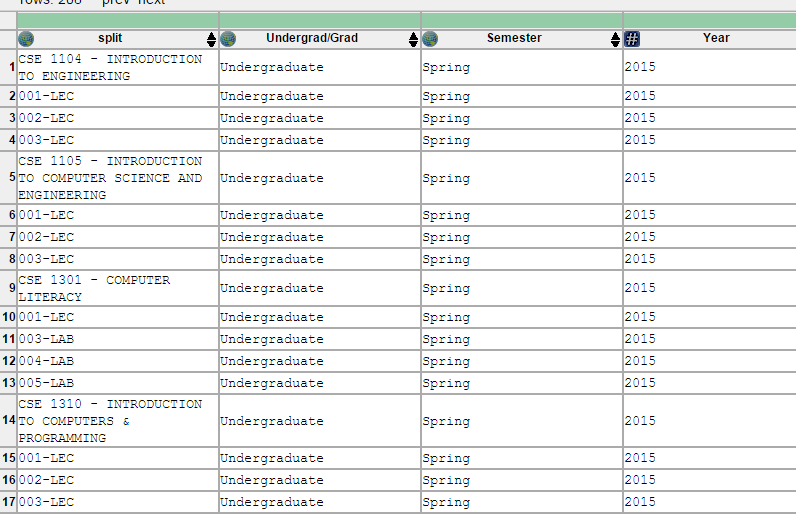 rows: 286 prev next
split Undergrad/Grad Semester # Year
1 CSE 1104 - INTRODUCTION TO ENGINEERING Undergraduate Spring 2015
2 001-LEC Undergraduate Spring 2015
3 002-LEC Undergraduate Spring 2015
4 003-LEC Undergraduate Spring 2015
5 CSE 1105 - INTRODUCTION TO COMPUTER SCIENCE AND ENGINEERING Undergraduate Spring 2015
6 001-LEC Undergraduate Spring 2015
7 002-LEC Undergraduate Spring 2015
8 003-LEC Undergraduate Spring 2015
9 CSE 1301 - COMPUTER LITERACY Undergraduate Spring 2015
10 001-LEC Undergraduate Spring 2015
11 003-LAB Undergraduate Spring 2015
12 004-LAB Undergraduate Spring 2015
13 005-LAB Undergraduate Spring 2015
14 CSE 1310 - INTRODUCTION TO COMPUTERS & PROGRAMMING Undergraduate Spring 2015
15 001-LEC Undergraduate Spring 2015
16 002-LEC Undergraduate Spring 2015
17 003-LEC Undergraduate Spring 2015